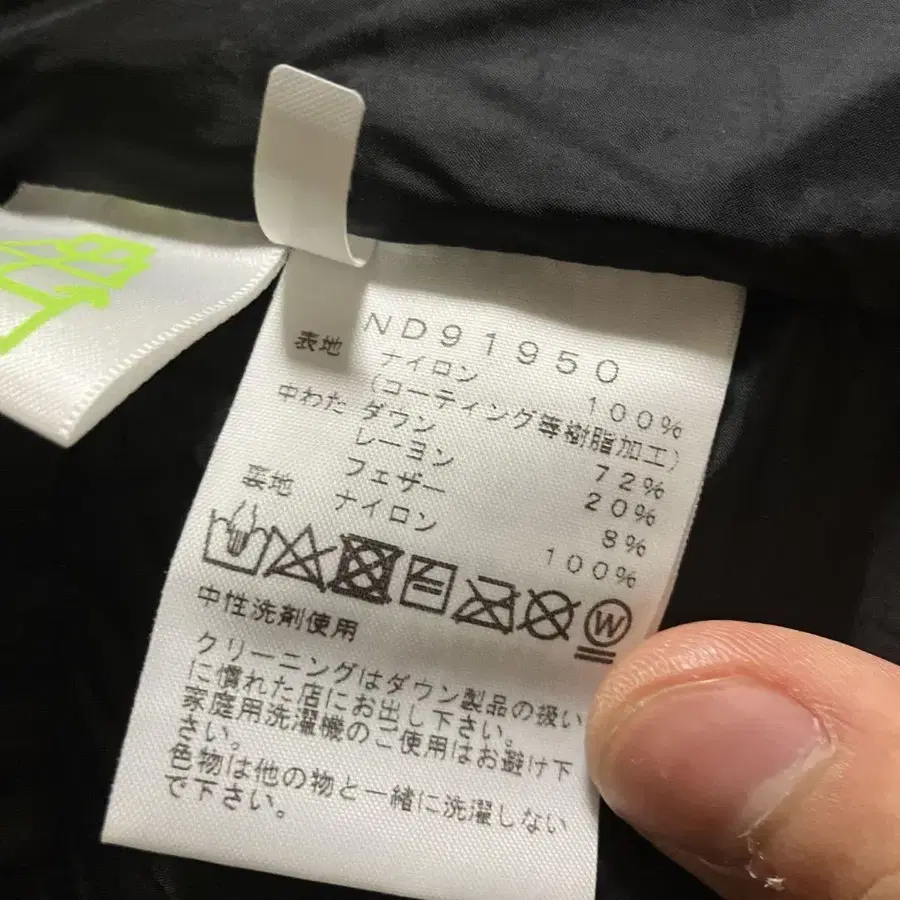 ND91950
表地 ナイロン 100%
(コーティング等樹脂加工)
中わた ダウン 72%
レーヨン 20%
フェザー 8%
裏地 ナイロン 100%
W
中性洗剤使用
クリーニングはダウン製品の扱い
に慣れた店にお出し下さい。
家庭用洗濯機のご使用はお避け下
さい。
色物は他の物と一緒に洗濯しない
で下さい。